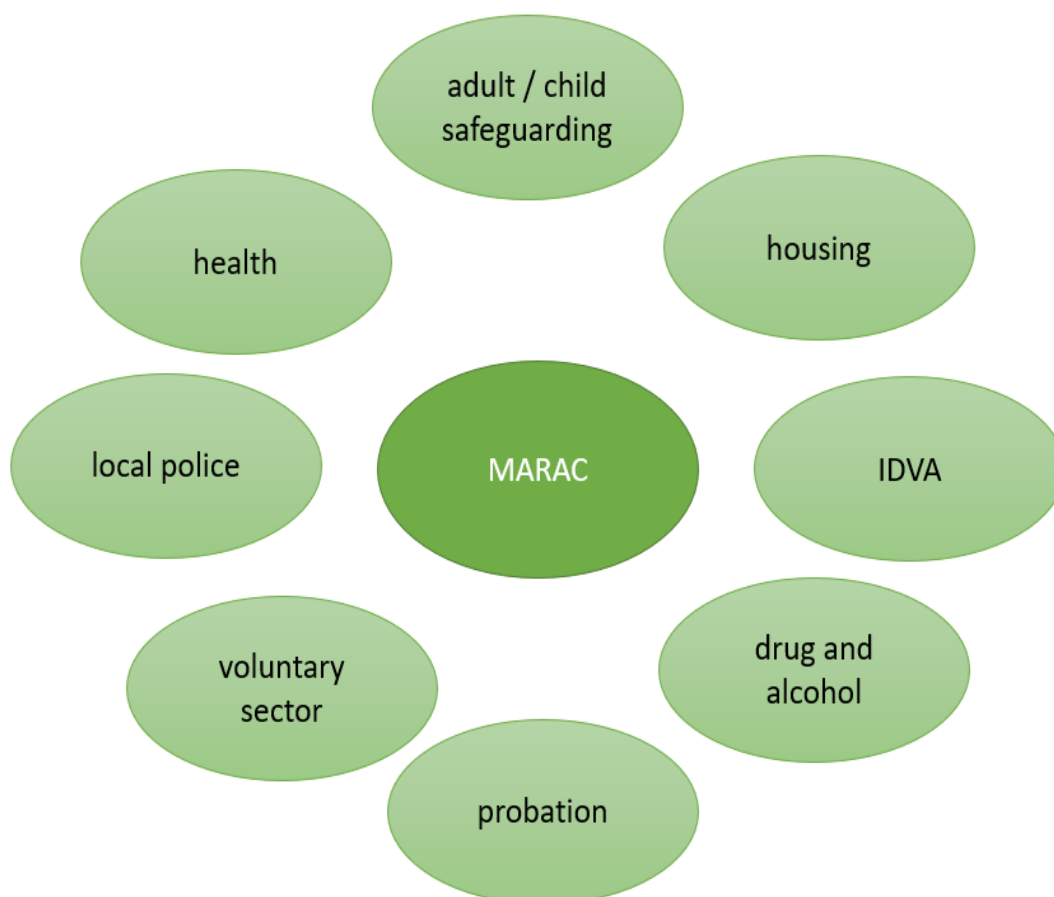 adult / child
safeguarding
health
housing
local police
MARAC
IDVA
voluntary
sector
drug and
alcohol
probation